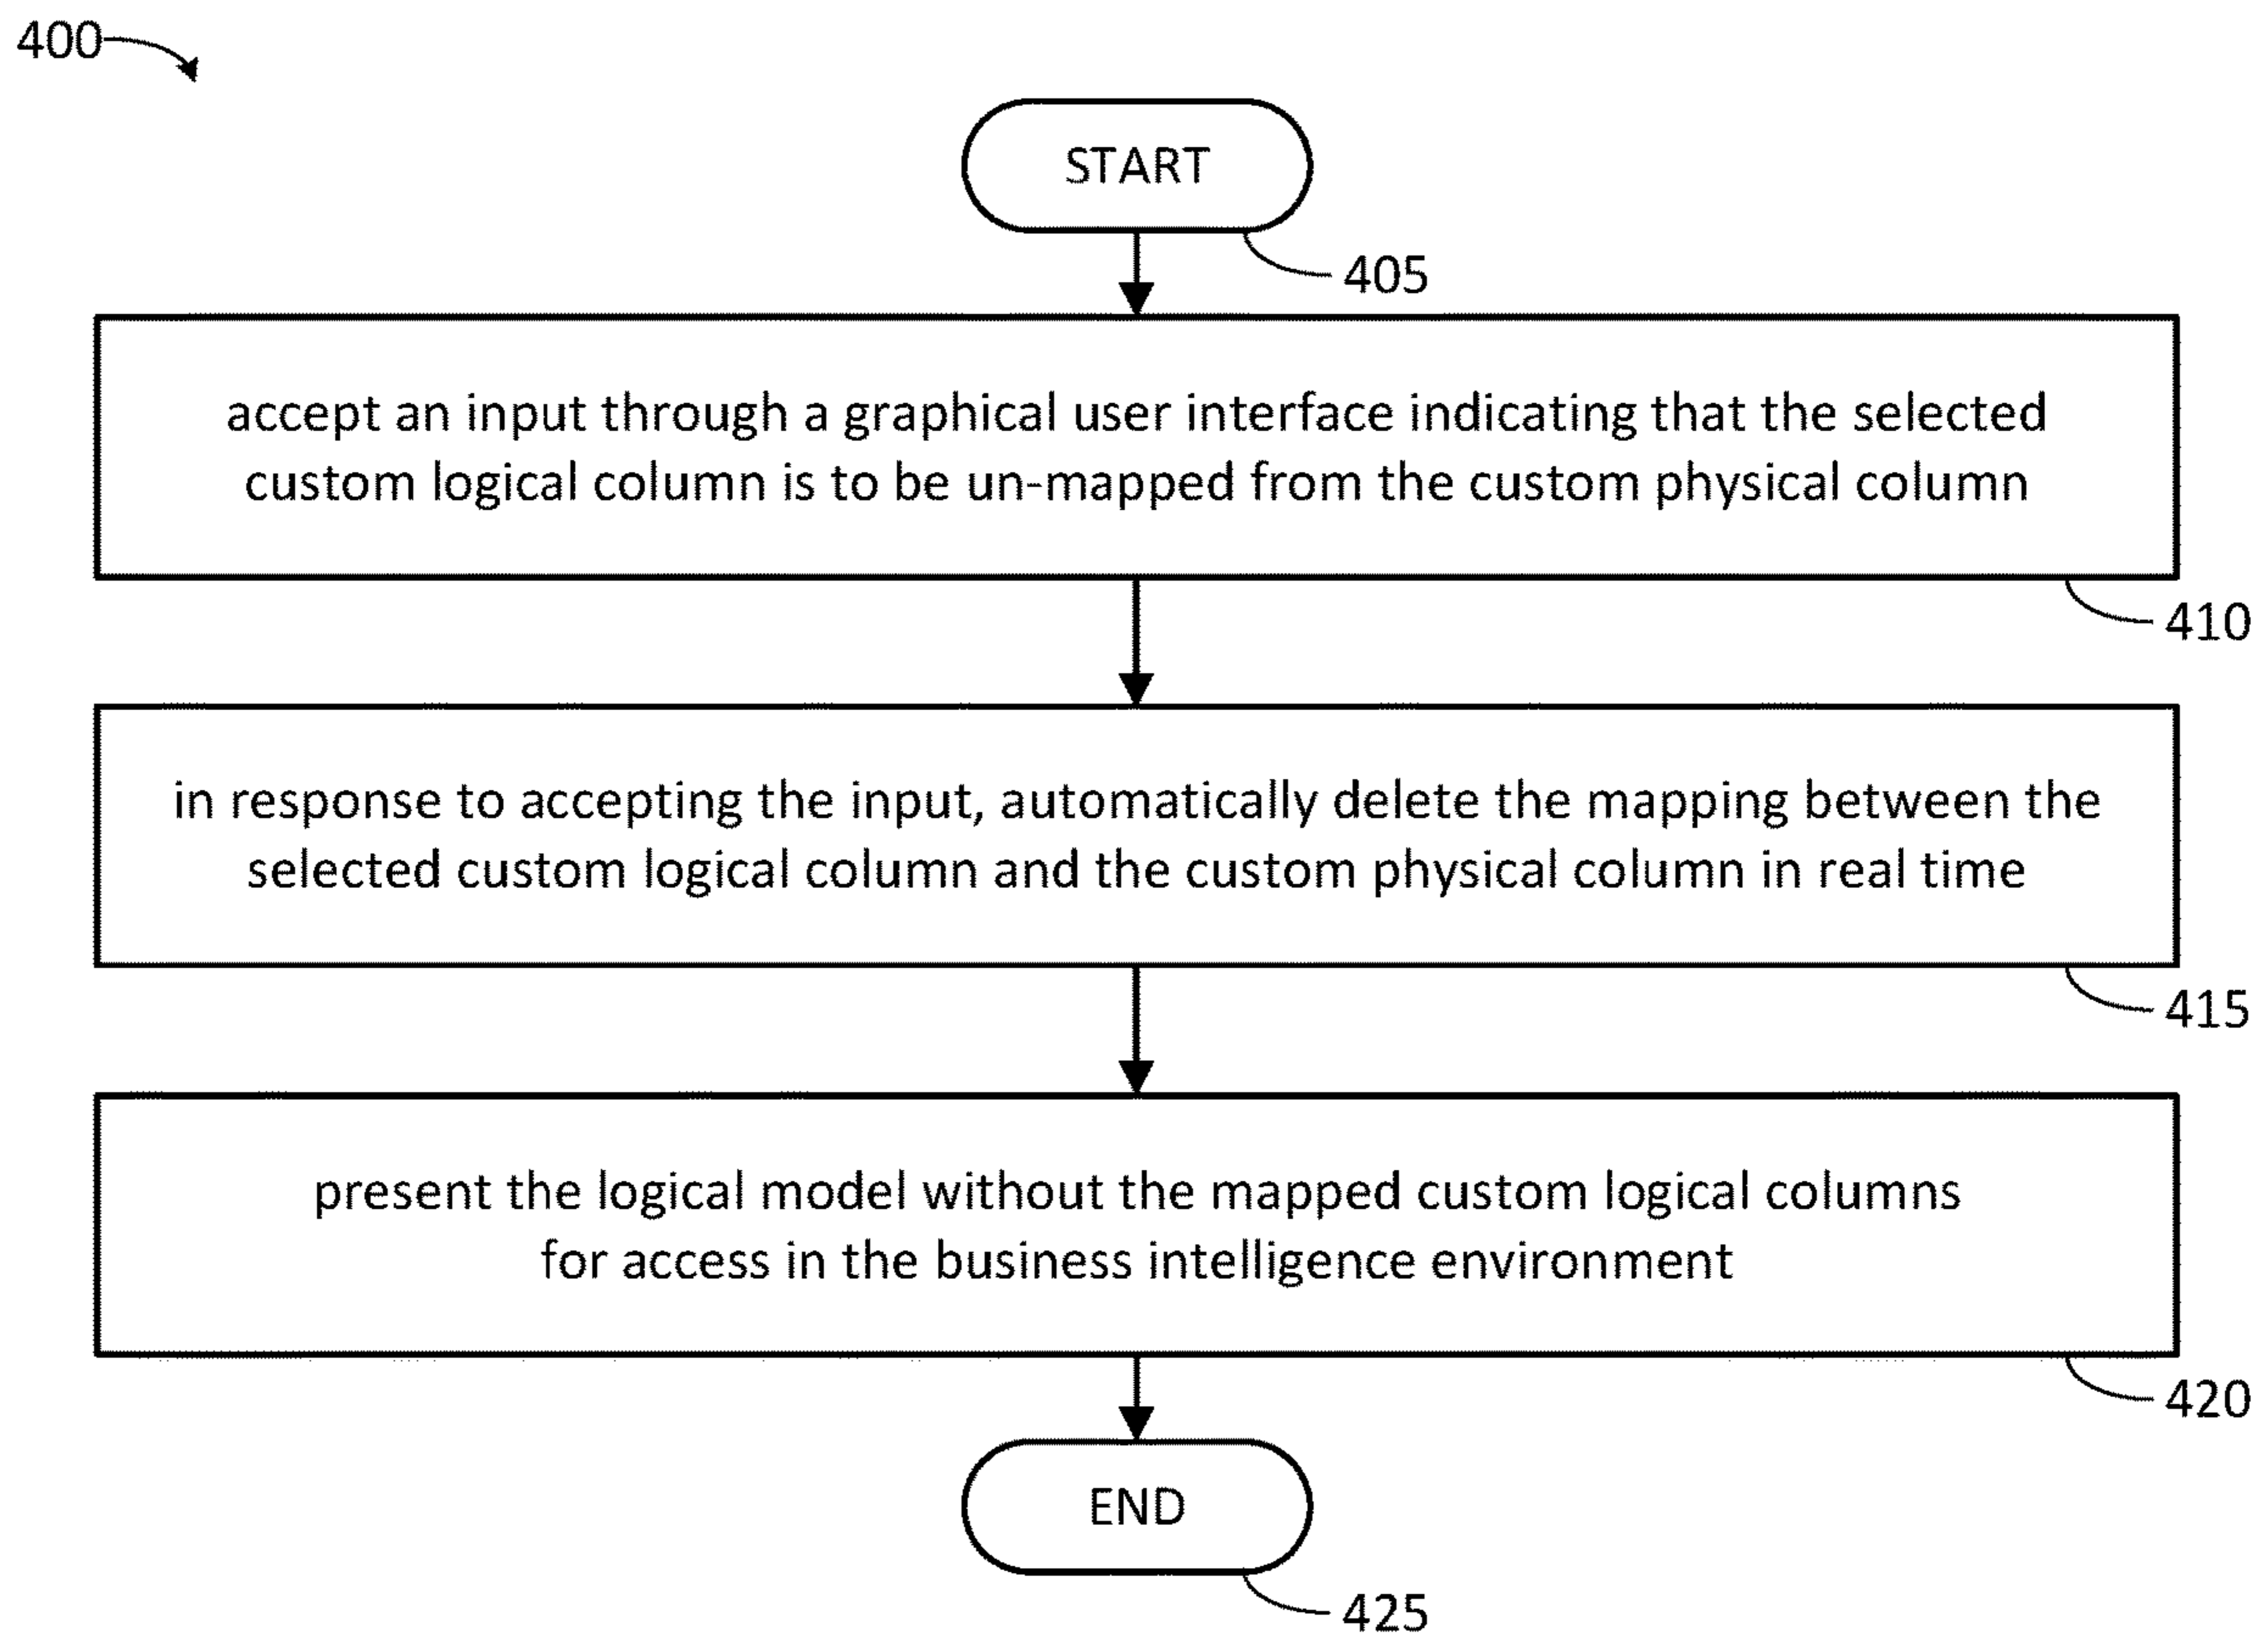 400
START
405
accept an input through a graphical user interface indicating that the selected
custom logical column is to be un-mapped from the custom physical column
410
in response to accepting the input, automatically delete the mapping between the
selected custom logical column and the custom physical column in real time
415
present the logical model without the mapped custom logical columns
for access in the business intelligence environment
420
END
425